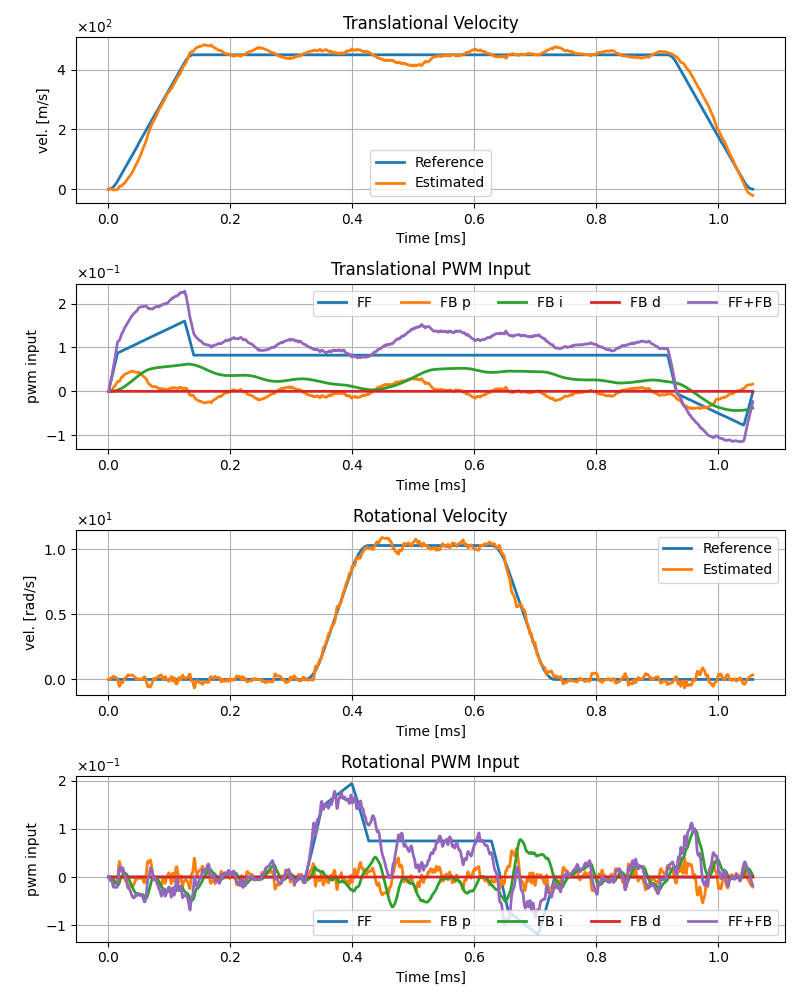 Translational Velocity
×10²
vel. [m/s]
4
2
0
Reference
Estimated
0.0 0.2 0.4 0.6 0.8 1.0
Time [ms]
Translational PWM Input
×10⁻¹
pwm input
2
1
0
−1
FF FB p FB i FB d FF+FB
0.0 0.2 0.4 0.6 0.8 1.0
Time [ms]
Rotational Velocity
×10¹
vel. [rad/s]
1.0
0.5
0.0
Reference
Estimated
0.0 0.2 0.4 0.6 0.8 1.0
Time [ms]
Rotational PWM Input
×10⁻¹
pwm input
2
1
0
−1
FF FB p FB i FB d FF+FB
0.0 0.2 0.4 0.6 0.8 1.0
Time [ms]